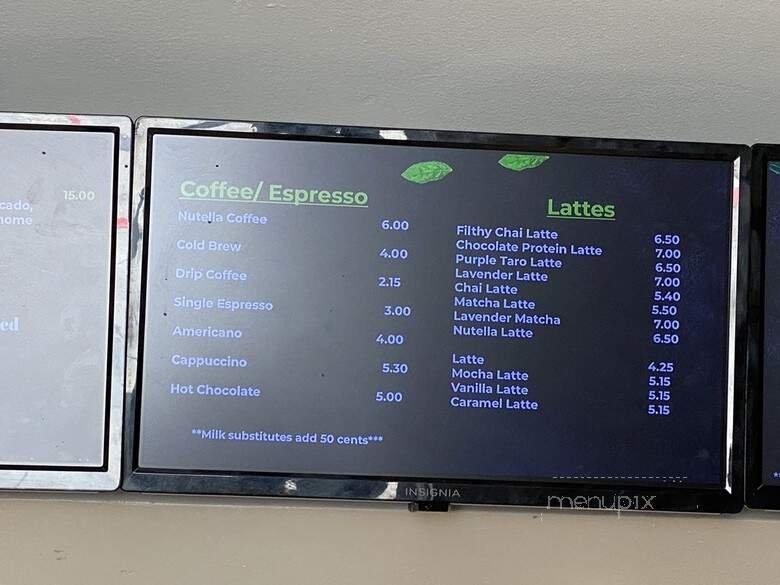 15.00
cado,
nome
ed
Coffee/ Espresso
Nutella Coffee 6.00
Cold Brew 4.00
Drip Coffee 2.15
Single Espresso 3.00
Americano 4.00
Cappuccino 5.30
Hot Chocolate 5.00
**Milk substitutes add 50 cents***
Lattes
Filthy Chai Latte 6.50
Chocolate Protein Latte 7.00
Purple Taro Latte 6.50
Lavender Latte 7.00
Chai Latte 5.40
Matcha Latte 5.50
Lavender Matcha 7.00
Nutella Latte 6.50
Latte 4.25
Mocha Latte 5.15
Vanilla Latte 5.15
Caramel Latte 5.15
INSIGNIA
menupix